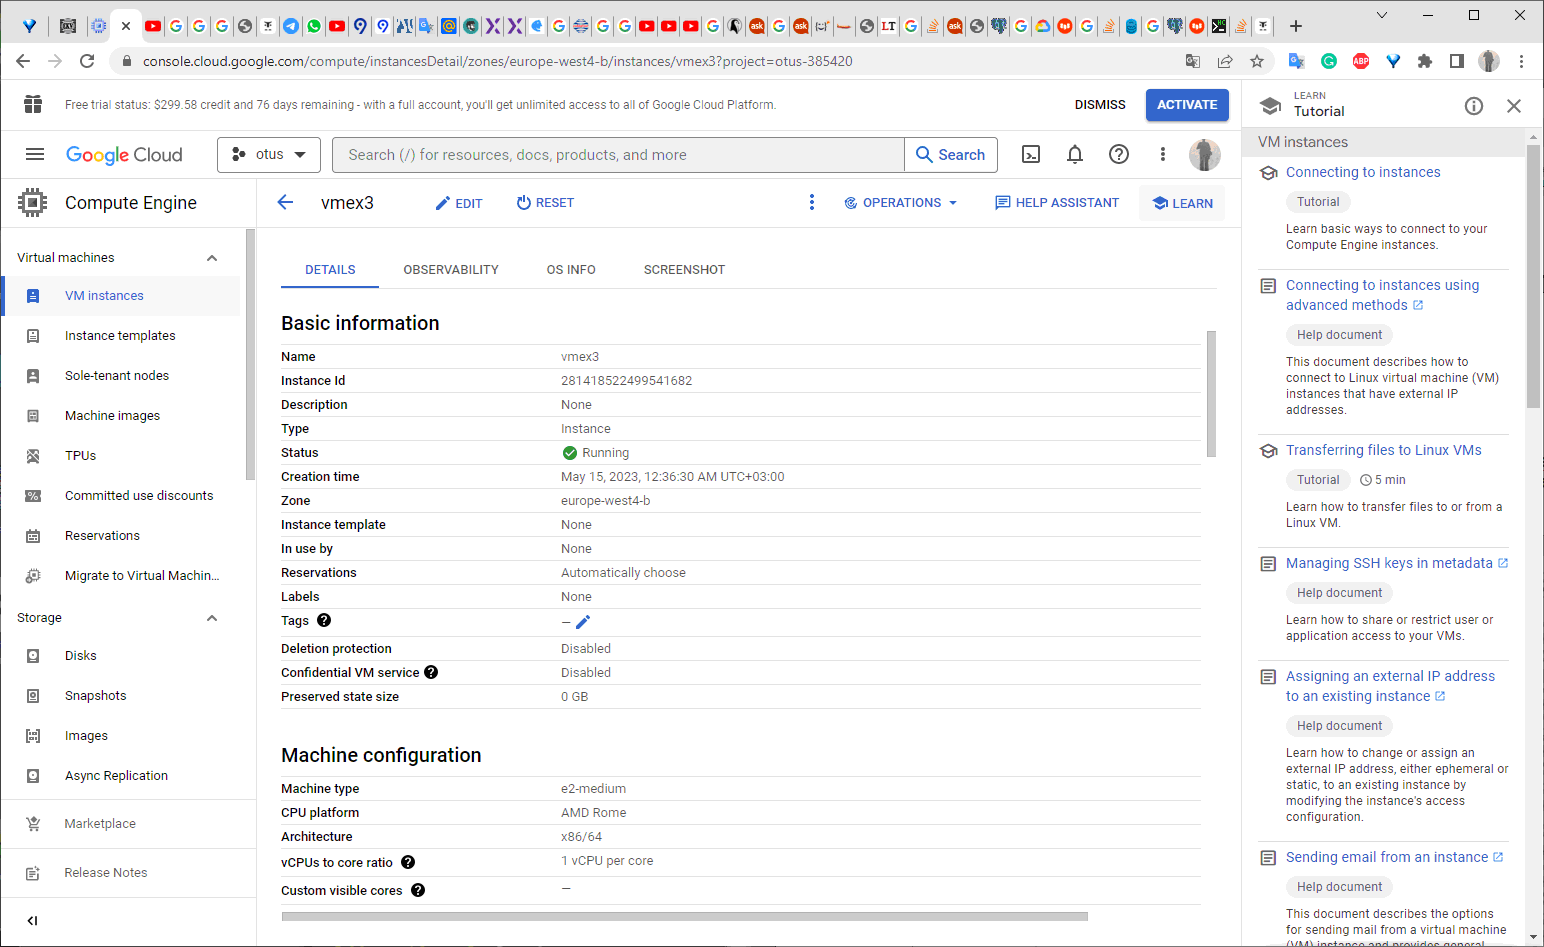 console.cloud.google.com/compute/instancesDetail/zones/europe-west4-b/instances/vmex3?project=otus-385420
Free trial status: $299.58 credit and 76 days remaining - with a full account, you'll get unlimited access to all of Google Cloud Platform.
DISMISS
ACTIVATE
Google Cloud
otus
Search (/) for resources, docs, products, and more
Search
Compute Engine
vmex3
EDIT
RESET
OPERATIONS
HELP ASSISTANT
LEARN
Virtual machines
VM instances
Instance templates
Sole-tenant nodes
Machine images
TPUs
Committed use discounts
Reservations
Migrate to Virtual Machin...
Storage
Disks
Snapshots
Images
Async Replication
Marketplace
Release Notes
DETAILS
OBSERVABILITY
OS INFO
SCREENSHOT
Basic information
Name vmex3
Instance Id 281418522499541682
Description None
Type Instance
Status Running
Creation time May 15, 2023, 12:36:30 AM UTC+03:00
Zone europe-west4-b
Instance template None
In use by None
Reservations Automatically choose
Labels None
Tags —
Deletion protection Disabled
Confidential VM service Disabled
Preserved state size 0 GB
Machine configuration
Machine type e2-medium
CPU platform AMD Rome
Architecture x86/64
vCPUs to core ratio 1 vCPU per core
Custom visible cores —
LEARN
Tutorial
VM instances
Connecting to instances
Tutorial
Learn basic ways to connect to your
Compute Engine instances.
Connecting to instances using
advanced methods
Help document
This document describes how to
connect to Linux virtual machine (VM)
instances that have external IP
addresses.
Transferring files to Linux VMs
Tutorial 5 min
Learn how to transfer files to or from a
Linux VM.
Managing SSH keys in metadata
Help document
Learn how to share or restrict user or
application access to your VMs.
Assigning an external IP address
to an existing instance
Help document
Learn how to change or assign an
external IP address, either ephemeral or
static, to an existing instance by
modifying the instance's access
configuration.
Sending email from an instance
Help document
This document describes the options
for sending mail from a virtual machine
(VM) instance and provides general